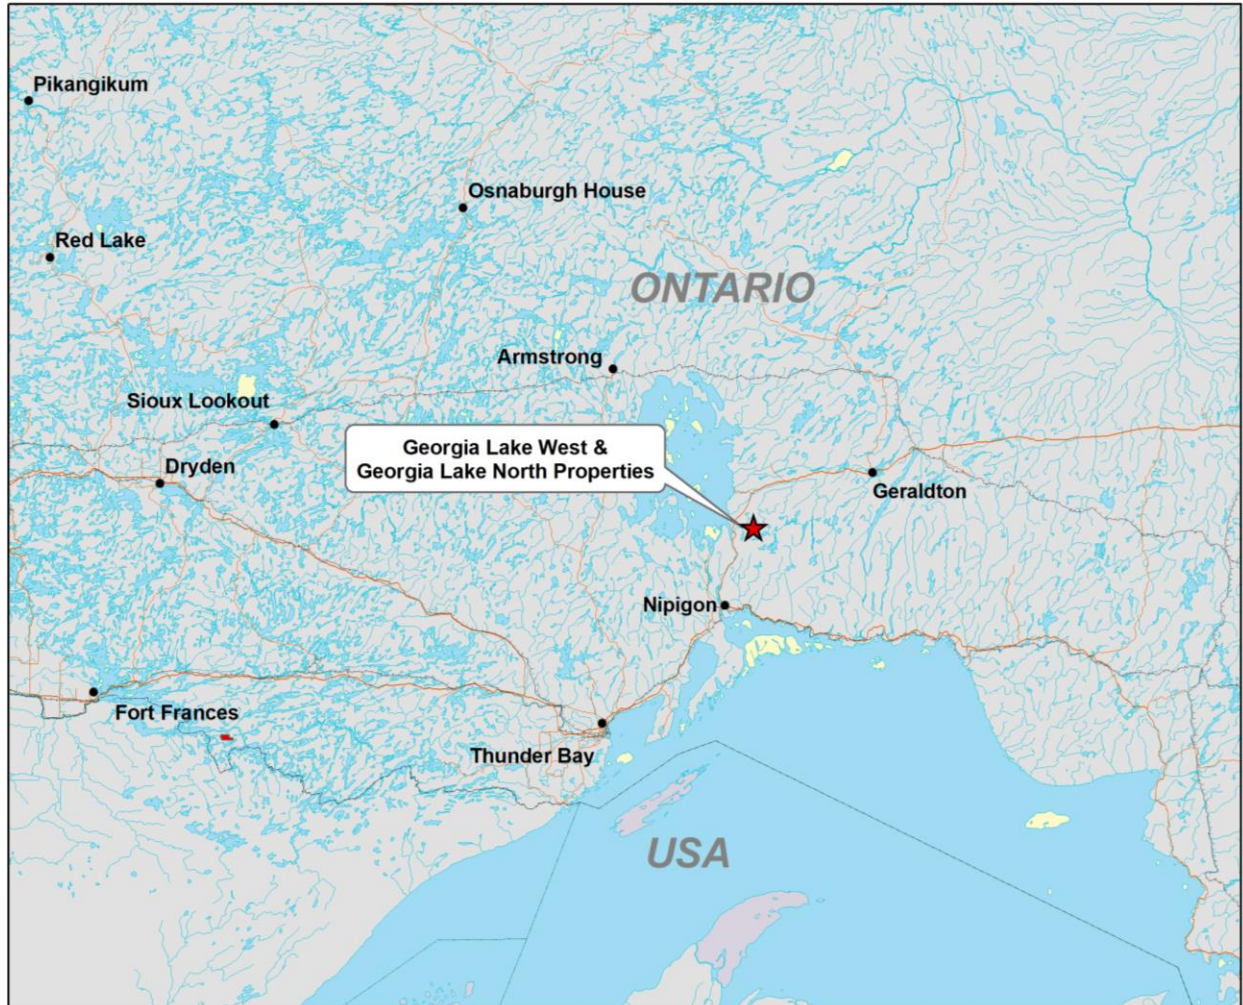 Pikangikum
Osnaburgh House
Red Lake
ONTARIO
Armstrong
Sioux Lookout
Georgia Lake West &
Georgia Lake North Properties
Dryden
Geraldton
Nipigon
Fort Frances
Thunder Bay
USA